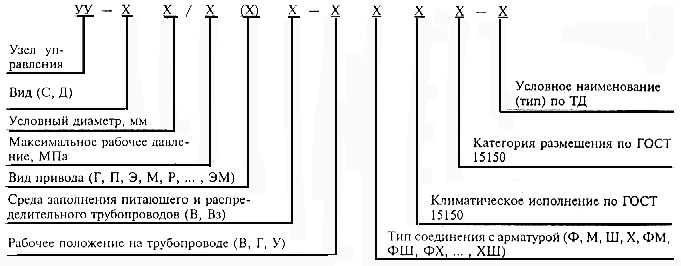 УУ – Х Х / Х (Х) Х – Х Х Х Х – Х
Узел уп-
равления
Вид (С, Д)
Условный диаметр, мм
Максимальное рабочее давле-
ние, МПа
Вид привода (Г, П, Э, М, Р, ... , ЭМ)
Среда заполнения питающего и распре-
делительного трубопроводов (В, Вз)
Рабочее положение на трубопроводе (В, Г, У)
Условное наименование
(тип) по ТД
Категория размещения по ГОСТ
15150
Климатическое исполнение по ГОСТ
15150
Тип соединения с арматурой (Ф, М, Ш, Х, ФМ,
ФШ, ФХ, ... , ХШ)